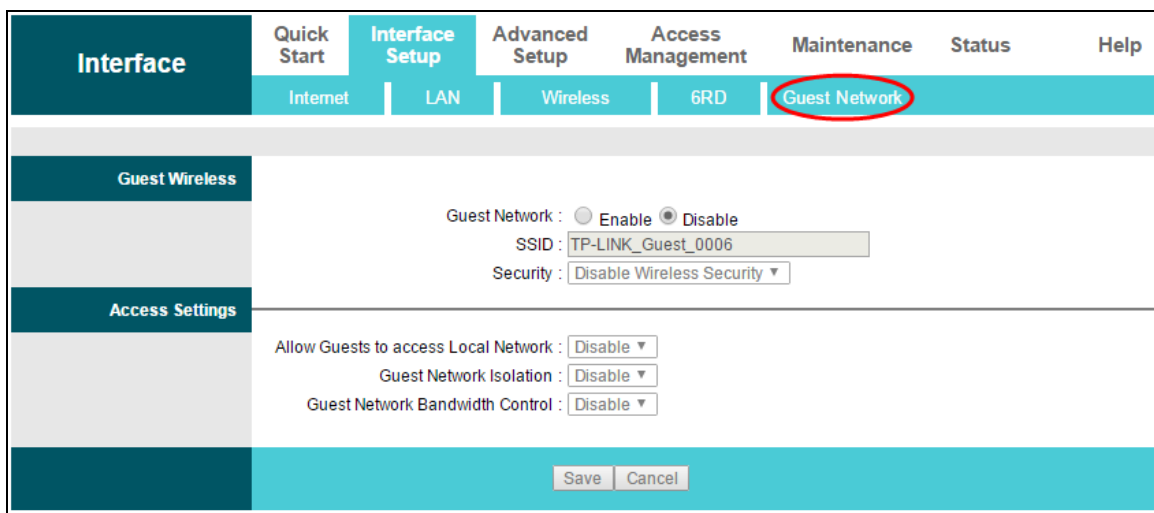 Interface
Quick Start
Interface Setup
Advanced Setup
Access Management
Maintenance
Status
Help
Internet
LAN
Wireless
6RD
Guest Network
Guest Wireless
Guest Network : Enable Disable
SSID : TP-LINK_Guest_0006
Security : Disable Wireless Security
Access Settings
Allow Guests to access Local Network : Disable
Guest Network Isolation : Disable
Guest Network Bandwidth Control : Disable
Save Cancel